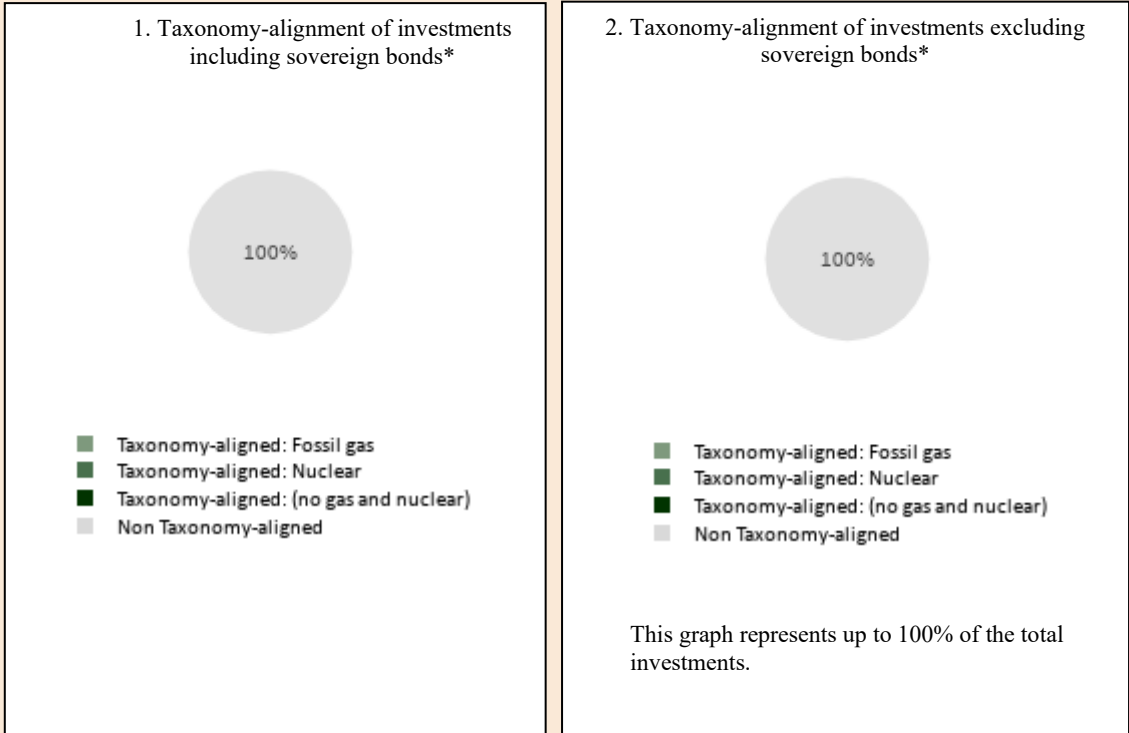 1. Taxonomy-alignment of investments
including sovereign bonds*
100%
Taxonomy-aligned: Fossil gas
Taxonomy-aligned: Nuclear
Taxonomy-aligned: (no gas and nuclear)
Non Taxonomy-aligned
2. Taxonomy-alignment of investments excluding
sovereign bonds*
100%
Taxonomy-aligned: Fossil gas
Taxonomy-aligned: Nuclear
Taxonomy-aligned: (no gas and nuclear)
Non Taxonomy-aligned
This graph represents up to 100% of the total
investments.